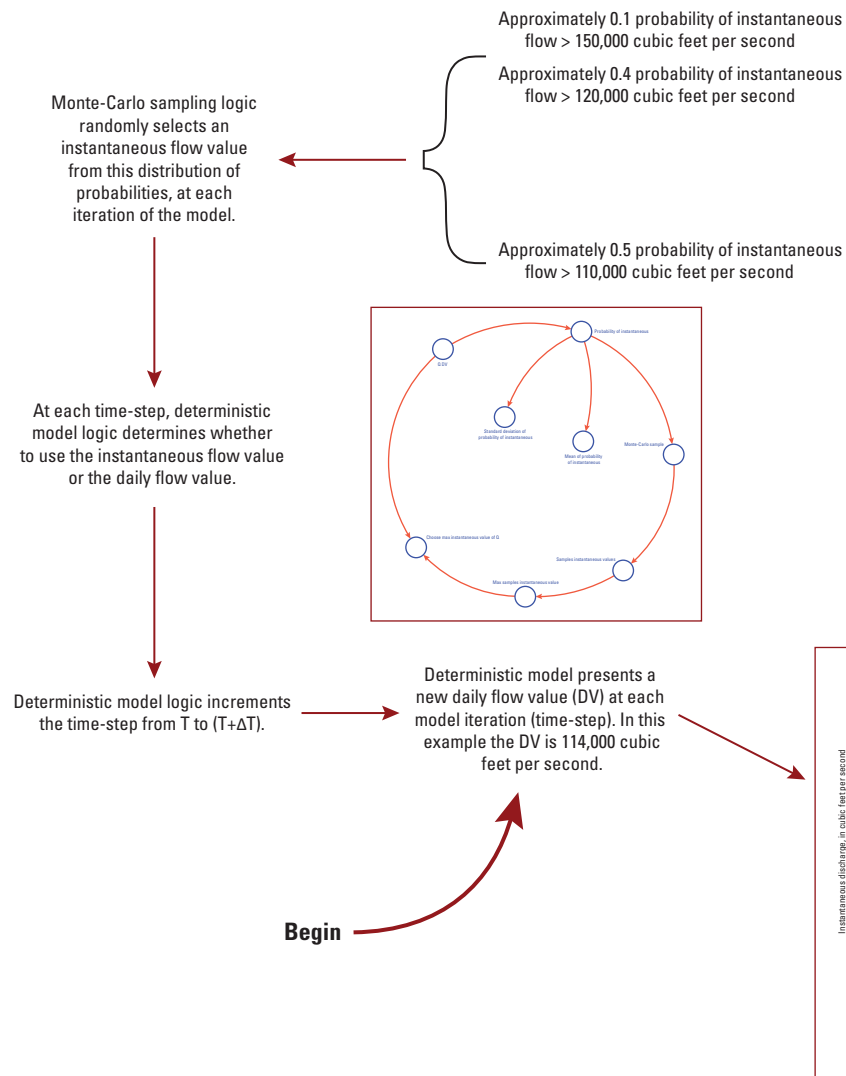 Approximately 0.1 probability of instantaneous
flow > 150,000 cubic feet per second
Approximately 0.4 probability of instantaneous
flow > 120,000 cubic feet per second
Monte-Carlo sampling logic
randomly selects an
instantaneous flow value
from this distribution of
probabilities, at each
iteration of the model.
Approximately 0.5 probability of instantaneous
flow > 110,000 cubic feet per second
Probability of instantaneous
Q DV
Standard deviation of
probability of instantaneous
Mean of probability
of instantaneous
Monte-Carlo sample
At each time-step, deterministic
model logic determines whether
to use the instantaneous flow value
or the daily flow value.
Choose max instantaneous value of Q
Samples instantaneous values
Max samples instantaneous value
Deterministic model logic increments
the time-step from T to (T+ΔT).
Deterministic model presents a
new daily flow value (DV) at each
model iteration (time-step). In this
example the DV is 114,000 cubic
feet per second.
Instantaneous discharge, in cubic feet per second
Begin